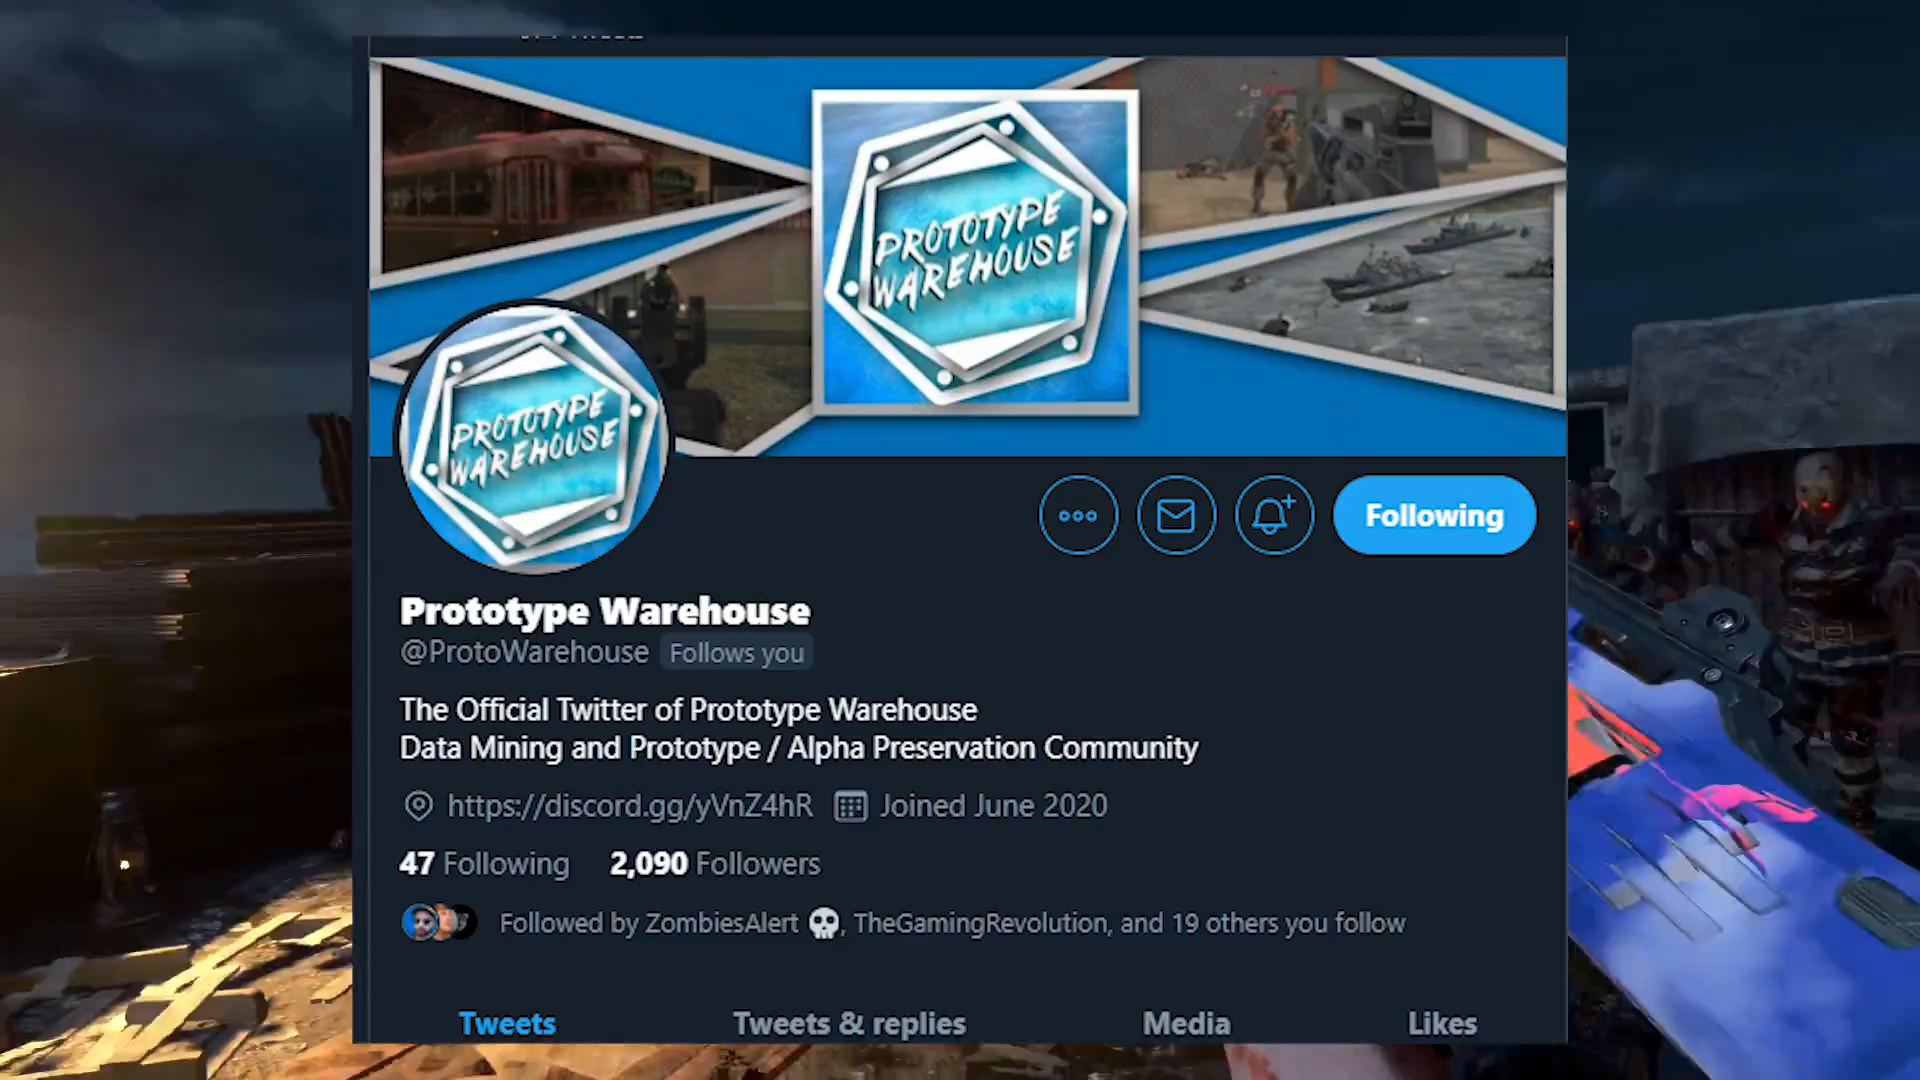 PROTOTYPE
WAREHOUSE
PROTOTYPE
WAREHOUSE
Following
Prototype Warehouse
@ProtoWarehouse Follows you
The Official Twitter of Prototype Warehouse
Data Mining and Prototype / Alpha Preservation Community
https://discord.gg/yVnZ4hR Joined June 2020
47 Following 2,090 Followers
Followed by ZombiesAlert 💀, TheGamingRevolution, and 19 others you follow
Tweets Tweets & replies Media Likes